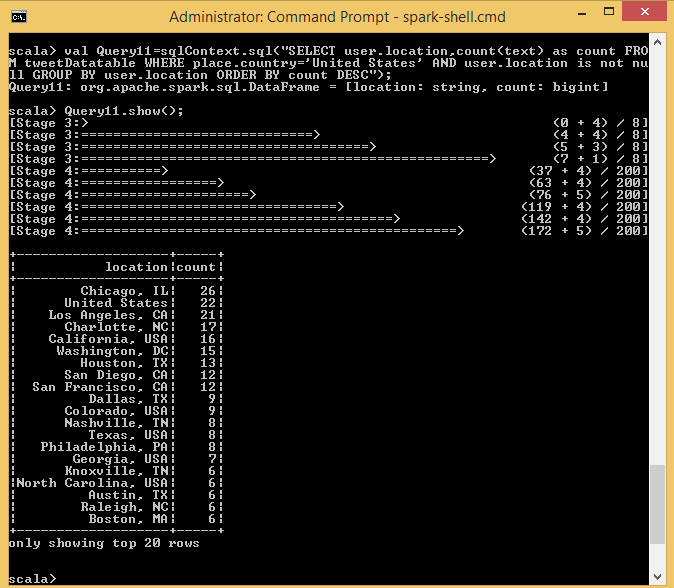 Administrator: Command Prompt - spark-shell.cmd
scala> val Query11=sqlContext.sql("SELECT user.location,count(text) as count FRO
M tweetDatatable WHERE place.country='United States' AND user.location is not nu
ll GROUP BY user.location ORDER BY count DESC");
Query11: org.apache.spark.sql.DataFrame = [location: string, count: bigint]
scala> Query11.show();
[Stage 3:> (0 + 4) / 8]
[Stage 3:=============================> (4 + 4) / 8]
[Stage 3:====================================> (5 + 3) / 8]
[Stage 3:===================================================> (7 + 1) / 8]
[Stage 4:==========> (37 + 4) / 200]
[Stage 4:=================> (63 + 4) / 200]
[Stage 4:=====================> (76 + 5) / 200]
[Stage 4:================================> (119 + 4) / 200]
[Stage 4:=======================================> (142 + 4) / 200]
[Stage 4:===============================================> (172 + 5) / 200]
+--------------------+-----+
| location|count|
+--------------------+-----+
| Chicago, IL| 26|
| United States| 22|
| Los Angeles, CA| 21|
| Charlotte, NC| 17|
| California, USA| 16|
| Washington, DC| 15|
| Houston, TX| 13|
| San Diego, CA| 12|
| San Francisco, CA| 12|
| Dallas, TX| 9|
| Colorado, USA| 9|
| Nashville, TN| 8|
| Texas, USA| 8|
| Philadelphia, PA| 8|
| Georgia, USA| 7|
| Knoxville, TN| 6|
|North Carolina, USA| 6|
| Austin, TX| 6|
| Raleigh, NC| 6|
| Boston, MA| 6|
+--------------------+-----+
only showing top 20 rows
scala>